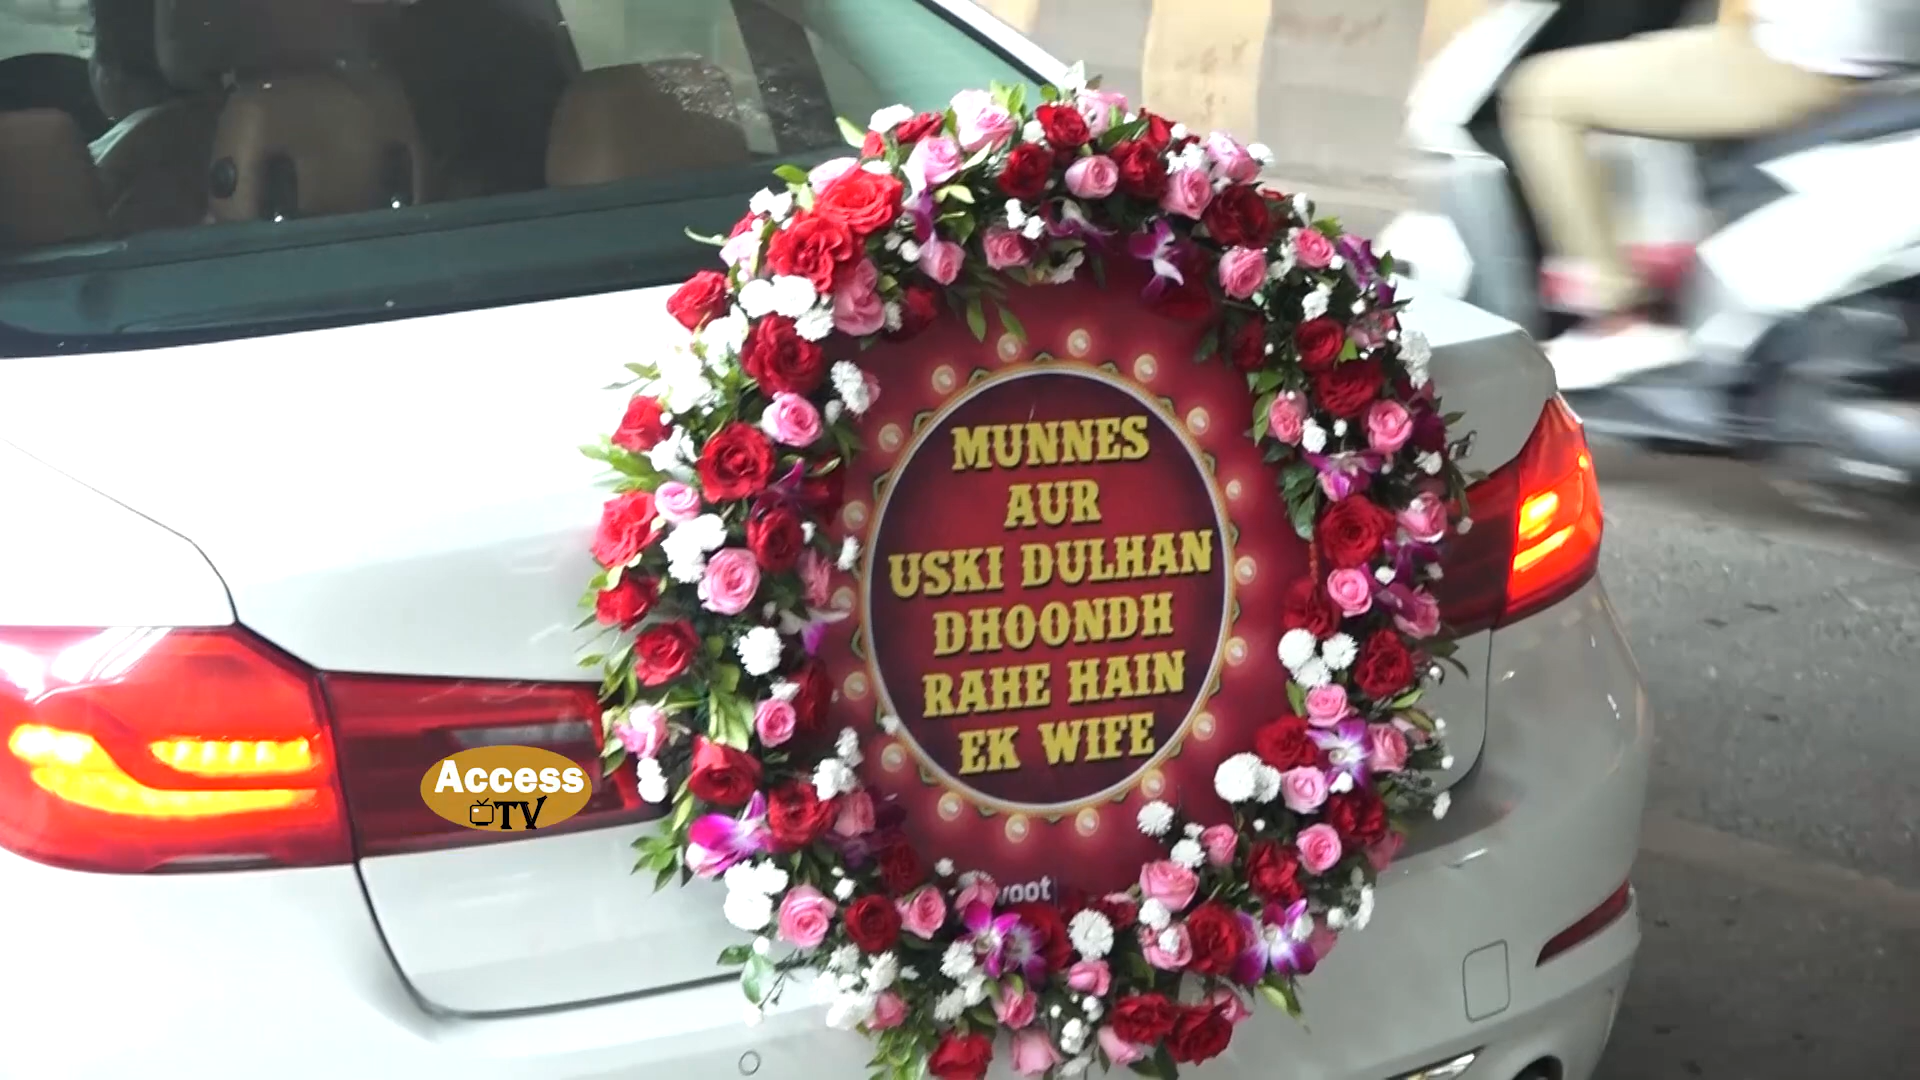 MUNNES
AUR
USKI DULHAN
DHOONDH
RAHE HAIN
EK WIFE
Access
TV
voot